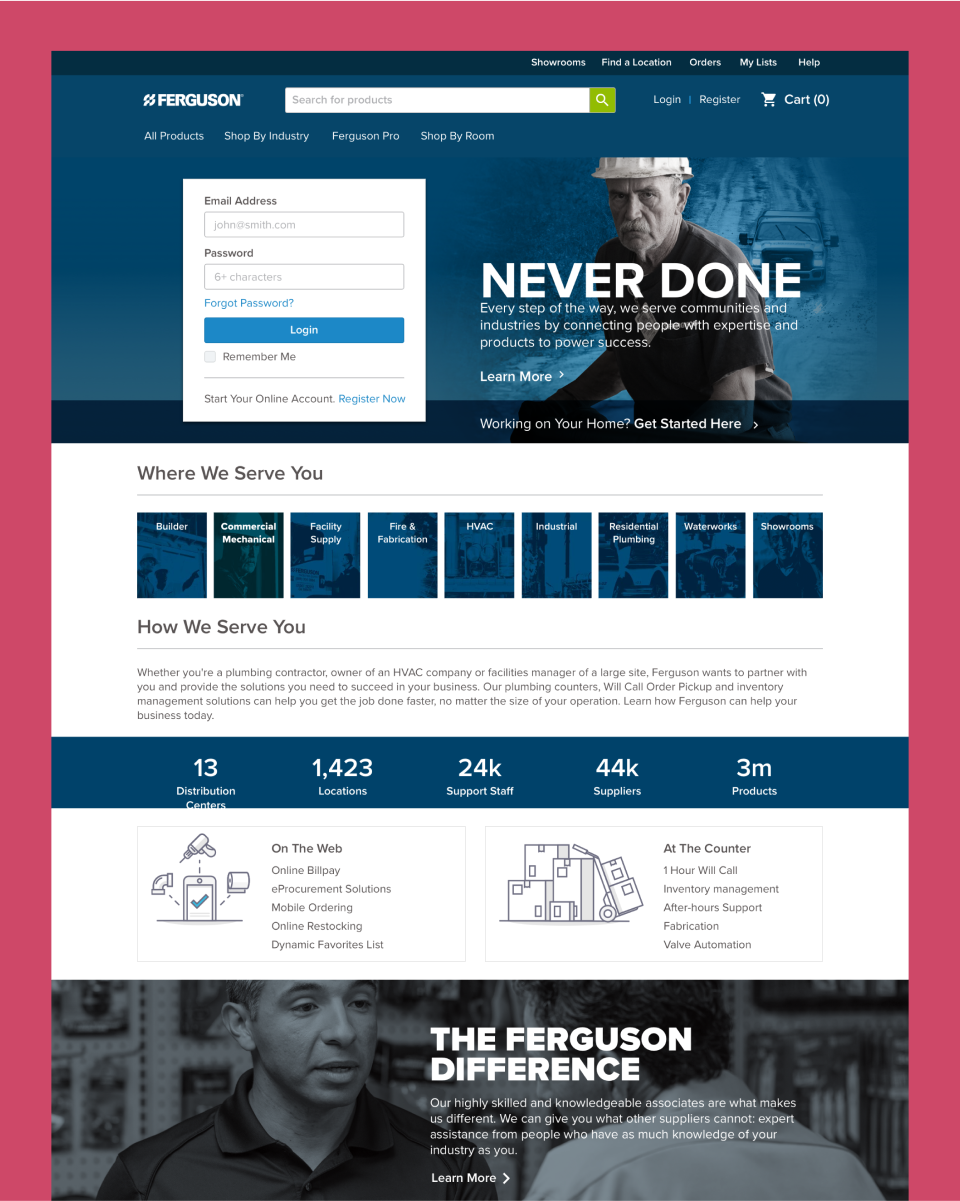 Showrooms Find a Location Orders My Lists Help
FERGUSON Search for products Login | Register Cart (0)
All Products Shop By Industry Ferguson Pro Shop By Room
Email Address
john@smith.com
Password
6+ characters
Forgot Password?
Login
Remember Me
Start Your Online Account. Register Now
NEVER DONE
Every step of the way, we serve communities and
industries by connecting people with expertise and
products to power success.
Learn More
Working on Your Home? Get Started Here
Where We Serve You
Builder
Commercial
Mechanical
Facility
Supply
Fire &
Fabrication
HVAC
Industrial
Residential
Plumbing
Waterworks
Showrooms
How We Serve You
Whether you're a plumbing contractor, owner of an HVAC company or facilities manager of a large site, Ferguson wants to partner with
you and provide the solutions you need to succeed in your business. Our plumbing counters, Will Call Order Pickup and inventory
management solutions can help you get the job done faster, no matter the size of your operation. Learn how Ferguson can help your
business today.
13
Distribution
Centers
1,423
Locations
24k
Support Staff
44k
Suppliers
3m
Products
On The Web
Online Billpay
eProcurement Solutions
Mobile Ordering
Online Restocking
Dynamic Favorites List
At The Counter
1 Hour Will Call
Inventory management
After-hours Support
Fabrication
Valve Automation
THE FERGUSON
DIFFERENCE
Our highly skilled and knowledgeable associates are what makes
us different. We can give you what other suppliers cannot: expert
assistance from people who have as much knowledge of your
industry as you.
Learn More